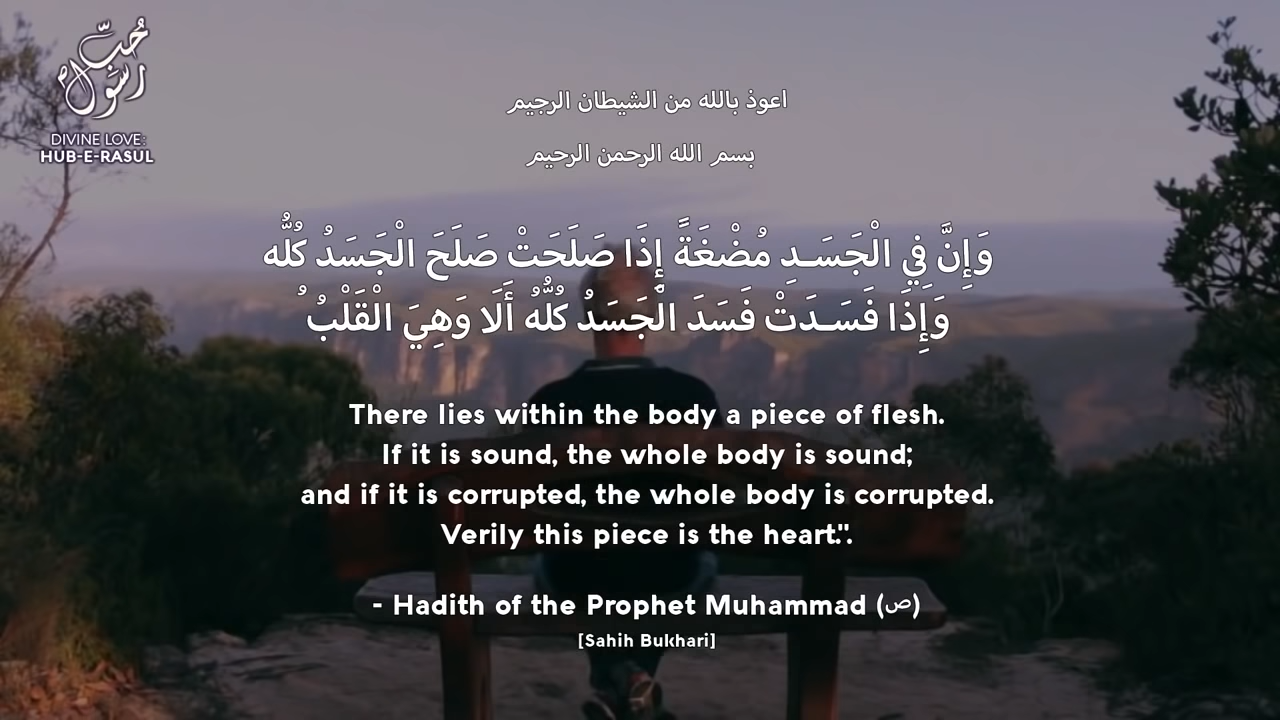 حُبّ
رَسُول ص
DIVINE LOVE:
HUB-E-RASUL
اعوذ بالله من الشيطان الرجيم
بسم الله الرحمن الرحيم
وَإِنَّ فِي الْجَسَـدِ مُضْغَةً إِذَا صَلَحَتْ صَلَحَ الْجَسَدُ كُلُّه
وَإِذَا فَسَـدَتْ فَسَدَ الْجَسَدُ كُلُّهُ أَلَا وَهِيَ الْقَلْبُ ُ
There lies within the body a piece of flesh.
If it is sound, the whole body is sound;
and if it is corrupted, the whole body is corrupted.
Verily this piece is the heart.".
- Hadith of the Prophet Muhammad (ص)
[Sahih Bukhari]